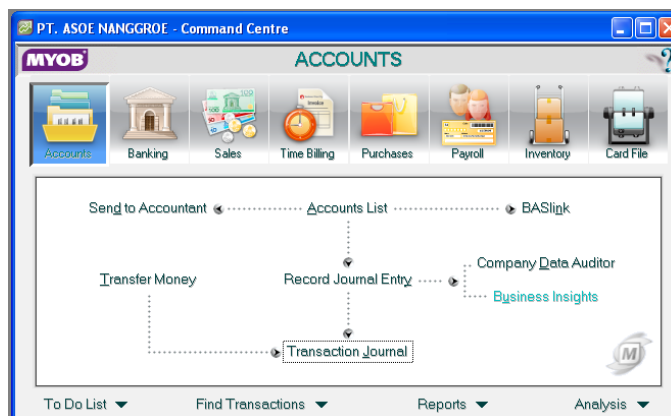 PT. ASOE NANGGROE - Command Centre
MYOB ACCOUNTS ?
Accounts Banking Sales Time Billing Purchases Payroll Inventory Card File
Send to Accountant Accounts List BASlink
Transfer Money Record Journal Entry Company Data Auditor
Business Insights
Transaction Journal
M
To Do List Find Transactions Reports Analysis